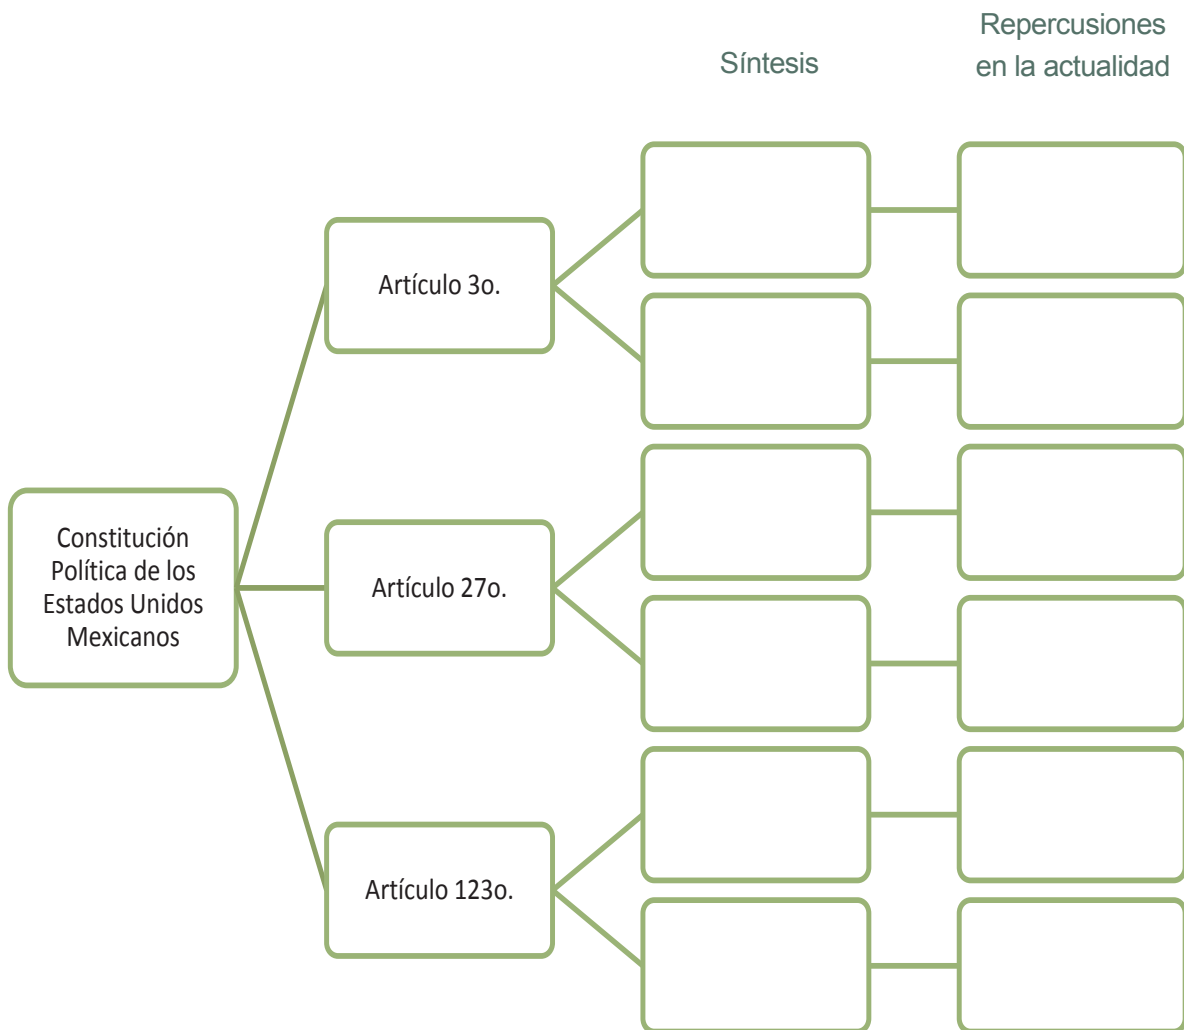 Repercusiones
en la actualidad
Síntesis
Artículo 3o.
Constitución
Política de los
Estados Unidos
Mexicanos
Artículo 27o.
Artículo 123o.